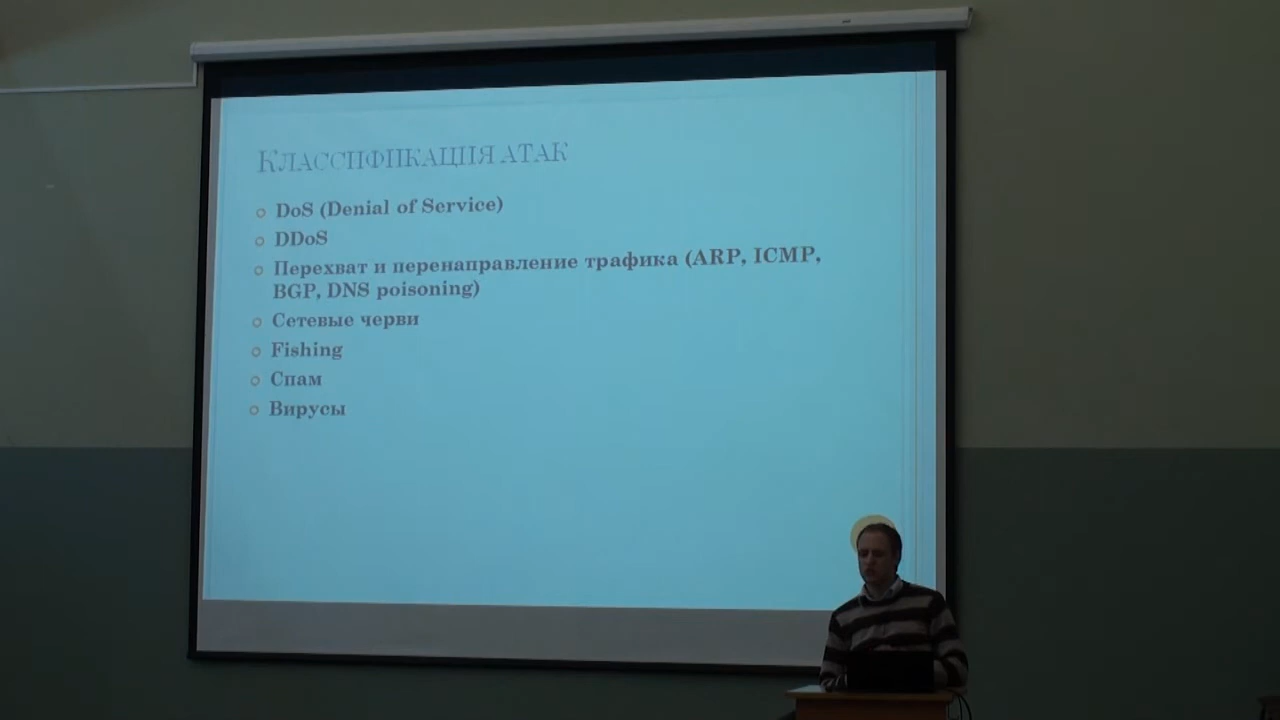 Классификация атак
DoS (Denial of Service)
DDoS
Перехват и перенаправление трафика (ARP, ICMP,
BGP, DNS poisoning)
Сетевые черви
Fishing
Спам
Вирусы